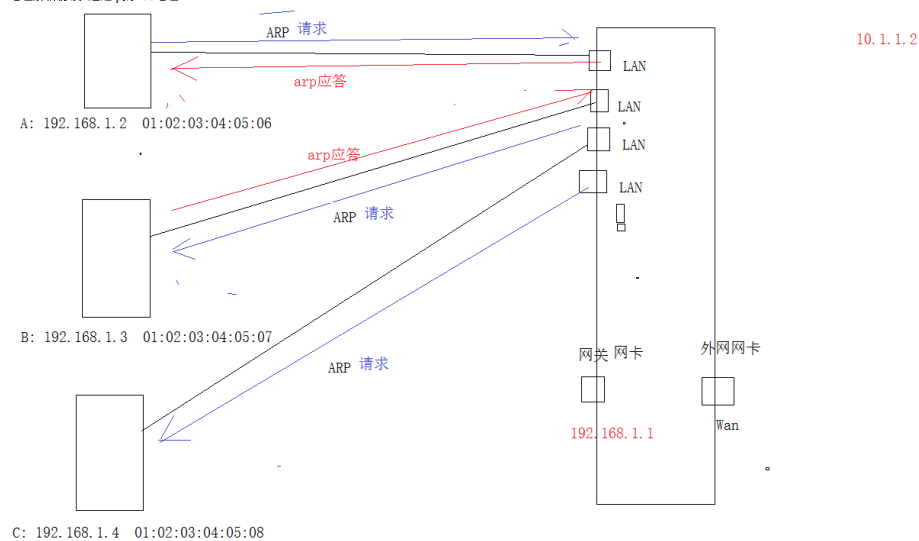 ARP 请求
10.1.1.2
LAN
arp应答
LAN
A: 192.168.1.2 01:02:03:04:05:06
LAN
arp应答
LAN
ARP 请求
B: 192.168.1.3 01:02:03:04:05:07
网关 网卡
外网网卡
ARP 请求
192.168.1.1
Wan
C: 192.168.1.4 01:02:03:04:05:08